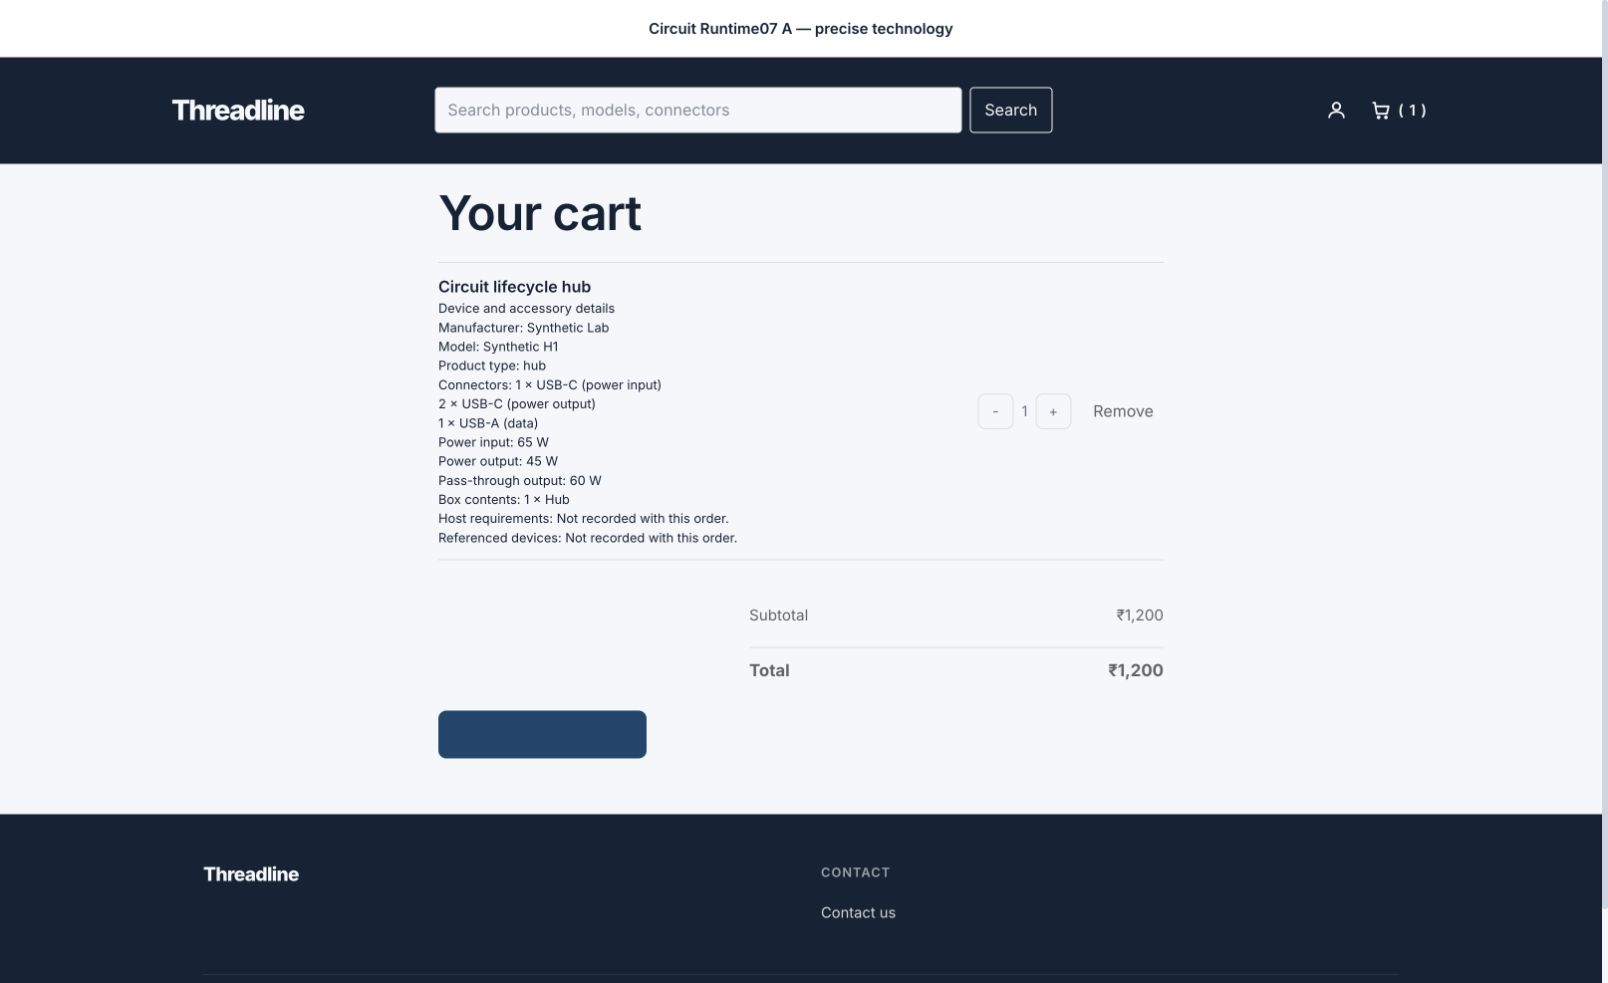 Circuit Runtime07 A — precise technology
Threadline
Search products, models, connectors
Search
( 1 )
Your cart
Circuit lifecycle hub
Device and accessory details
Manufacturer: Synthetic Lab
Model: Synthetic H1
Product type: hub
Connectors: 1 × USB-C (power input)
2 × USB-C (power output)
1 × USB-A (data)
Power input: 65 W
Power output: 45 W
Pass-through output: 60 W
Box contents: 1 × Hub
Host requirements: Not recorded with this order.
Referenced devices: Not recorded with this order.
- 1 + Remove
Subtotal ₹1,200
Total ₹1,200
Threadline
CONTACT
Contact us